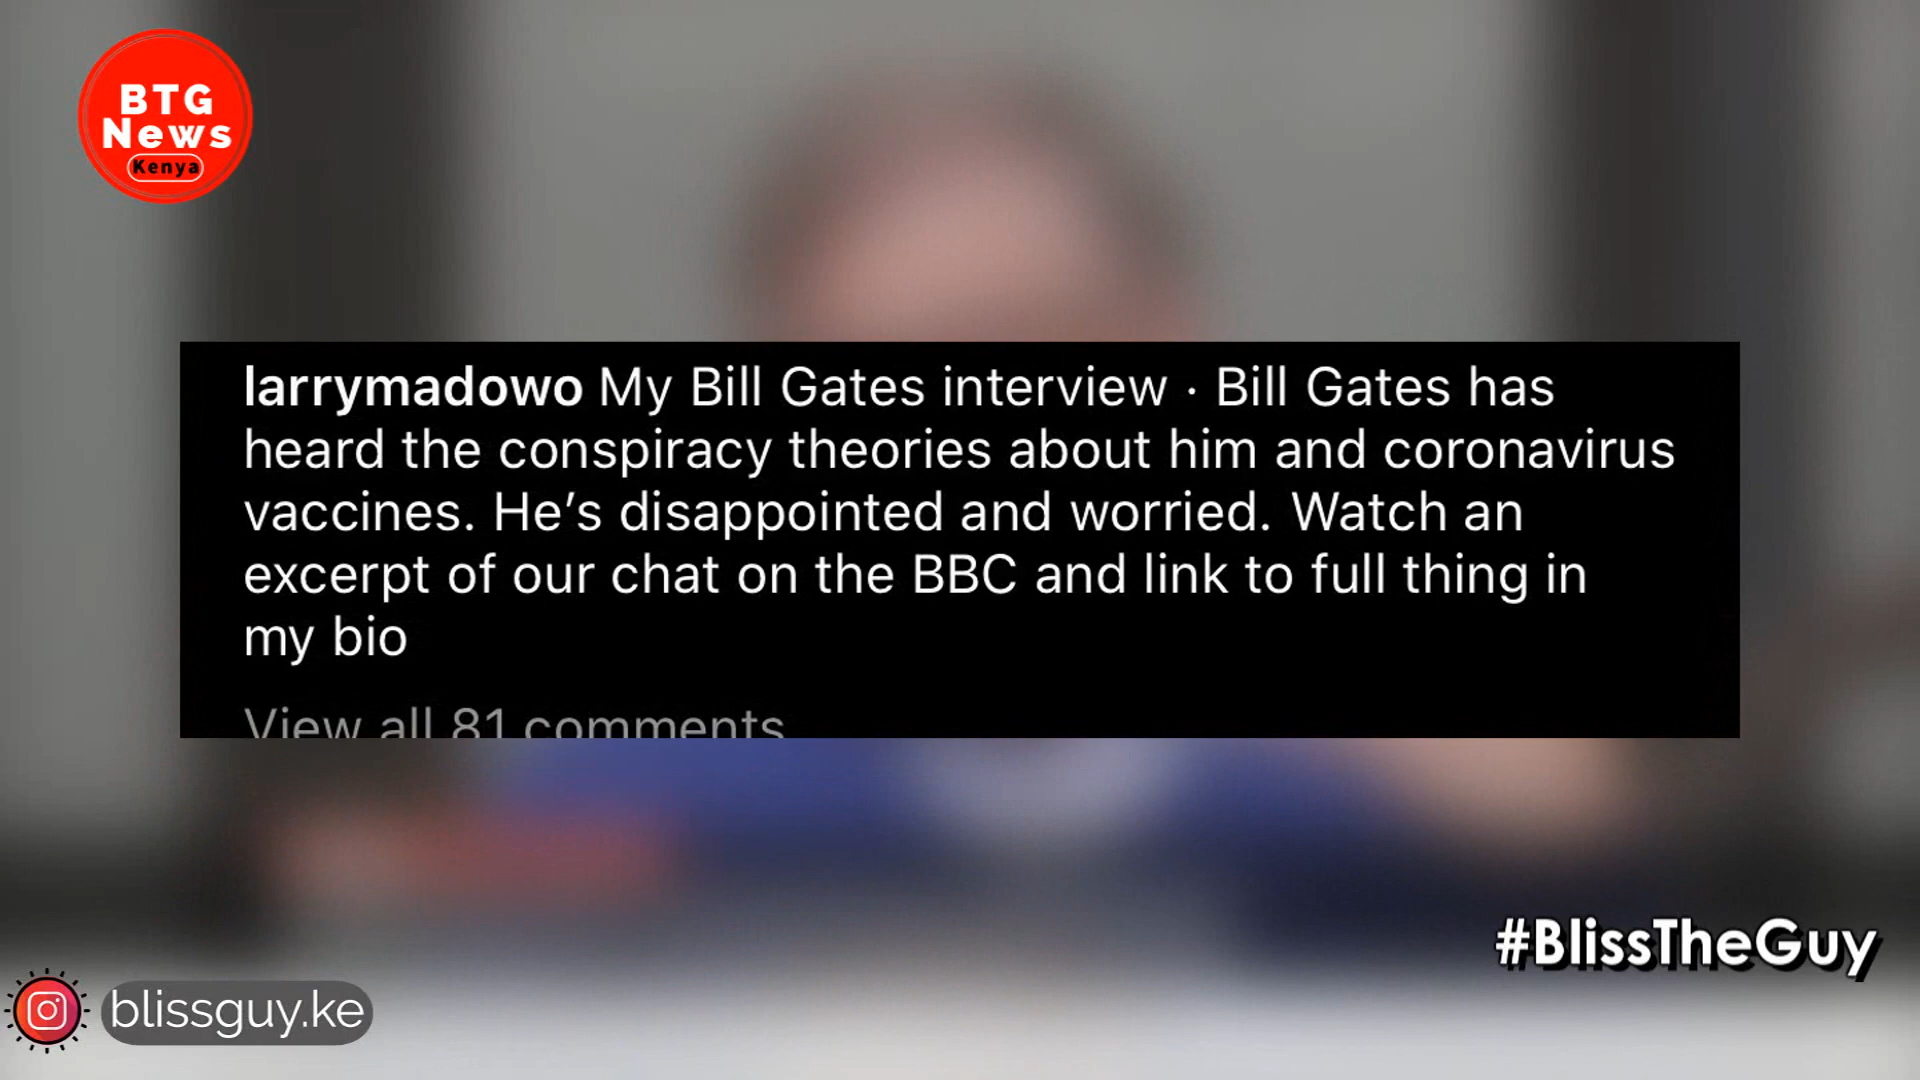 BTG
News
Kenya
larrymadowo My Bill Gates interview · Bill Gates has
heard the conspiracy theories about him and coronavirus
vaccines. He’s disappointed and worried. Watch an
excerpt of our chat on the BBC and link to full thing in
my bio
View all 81 comments
#BlissTheGuy
blissguy.ke